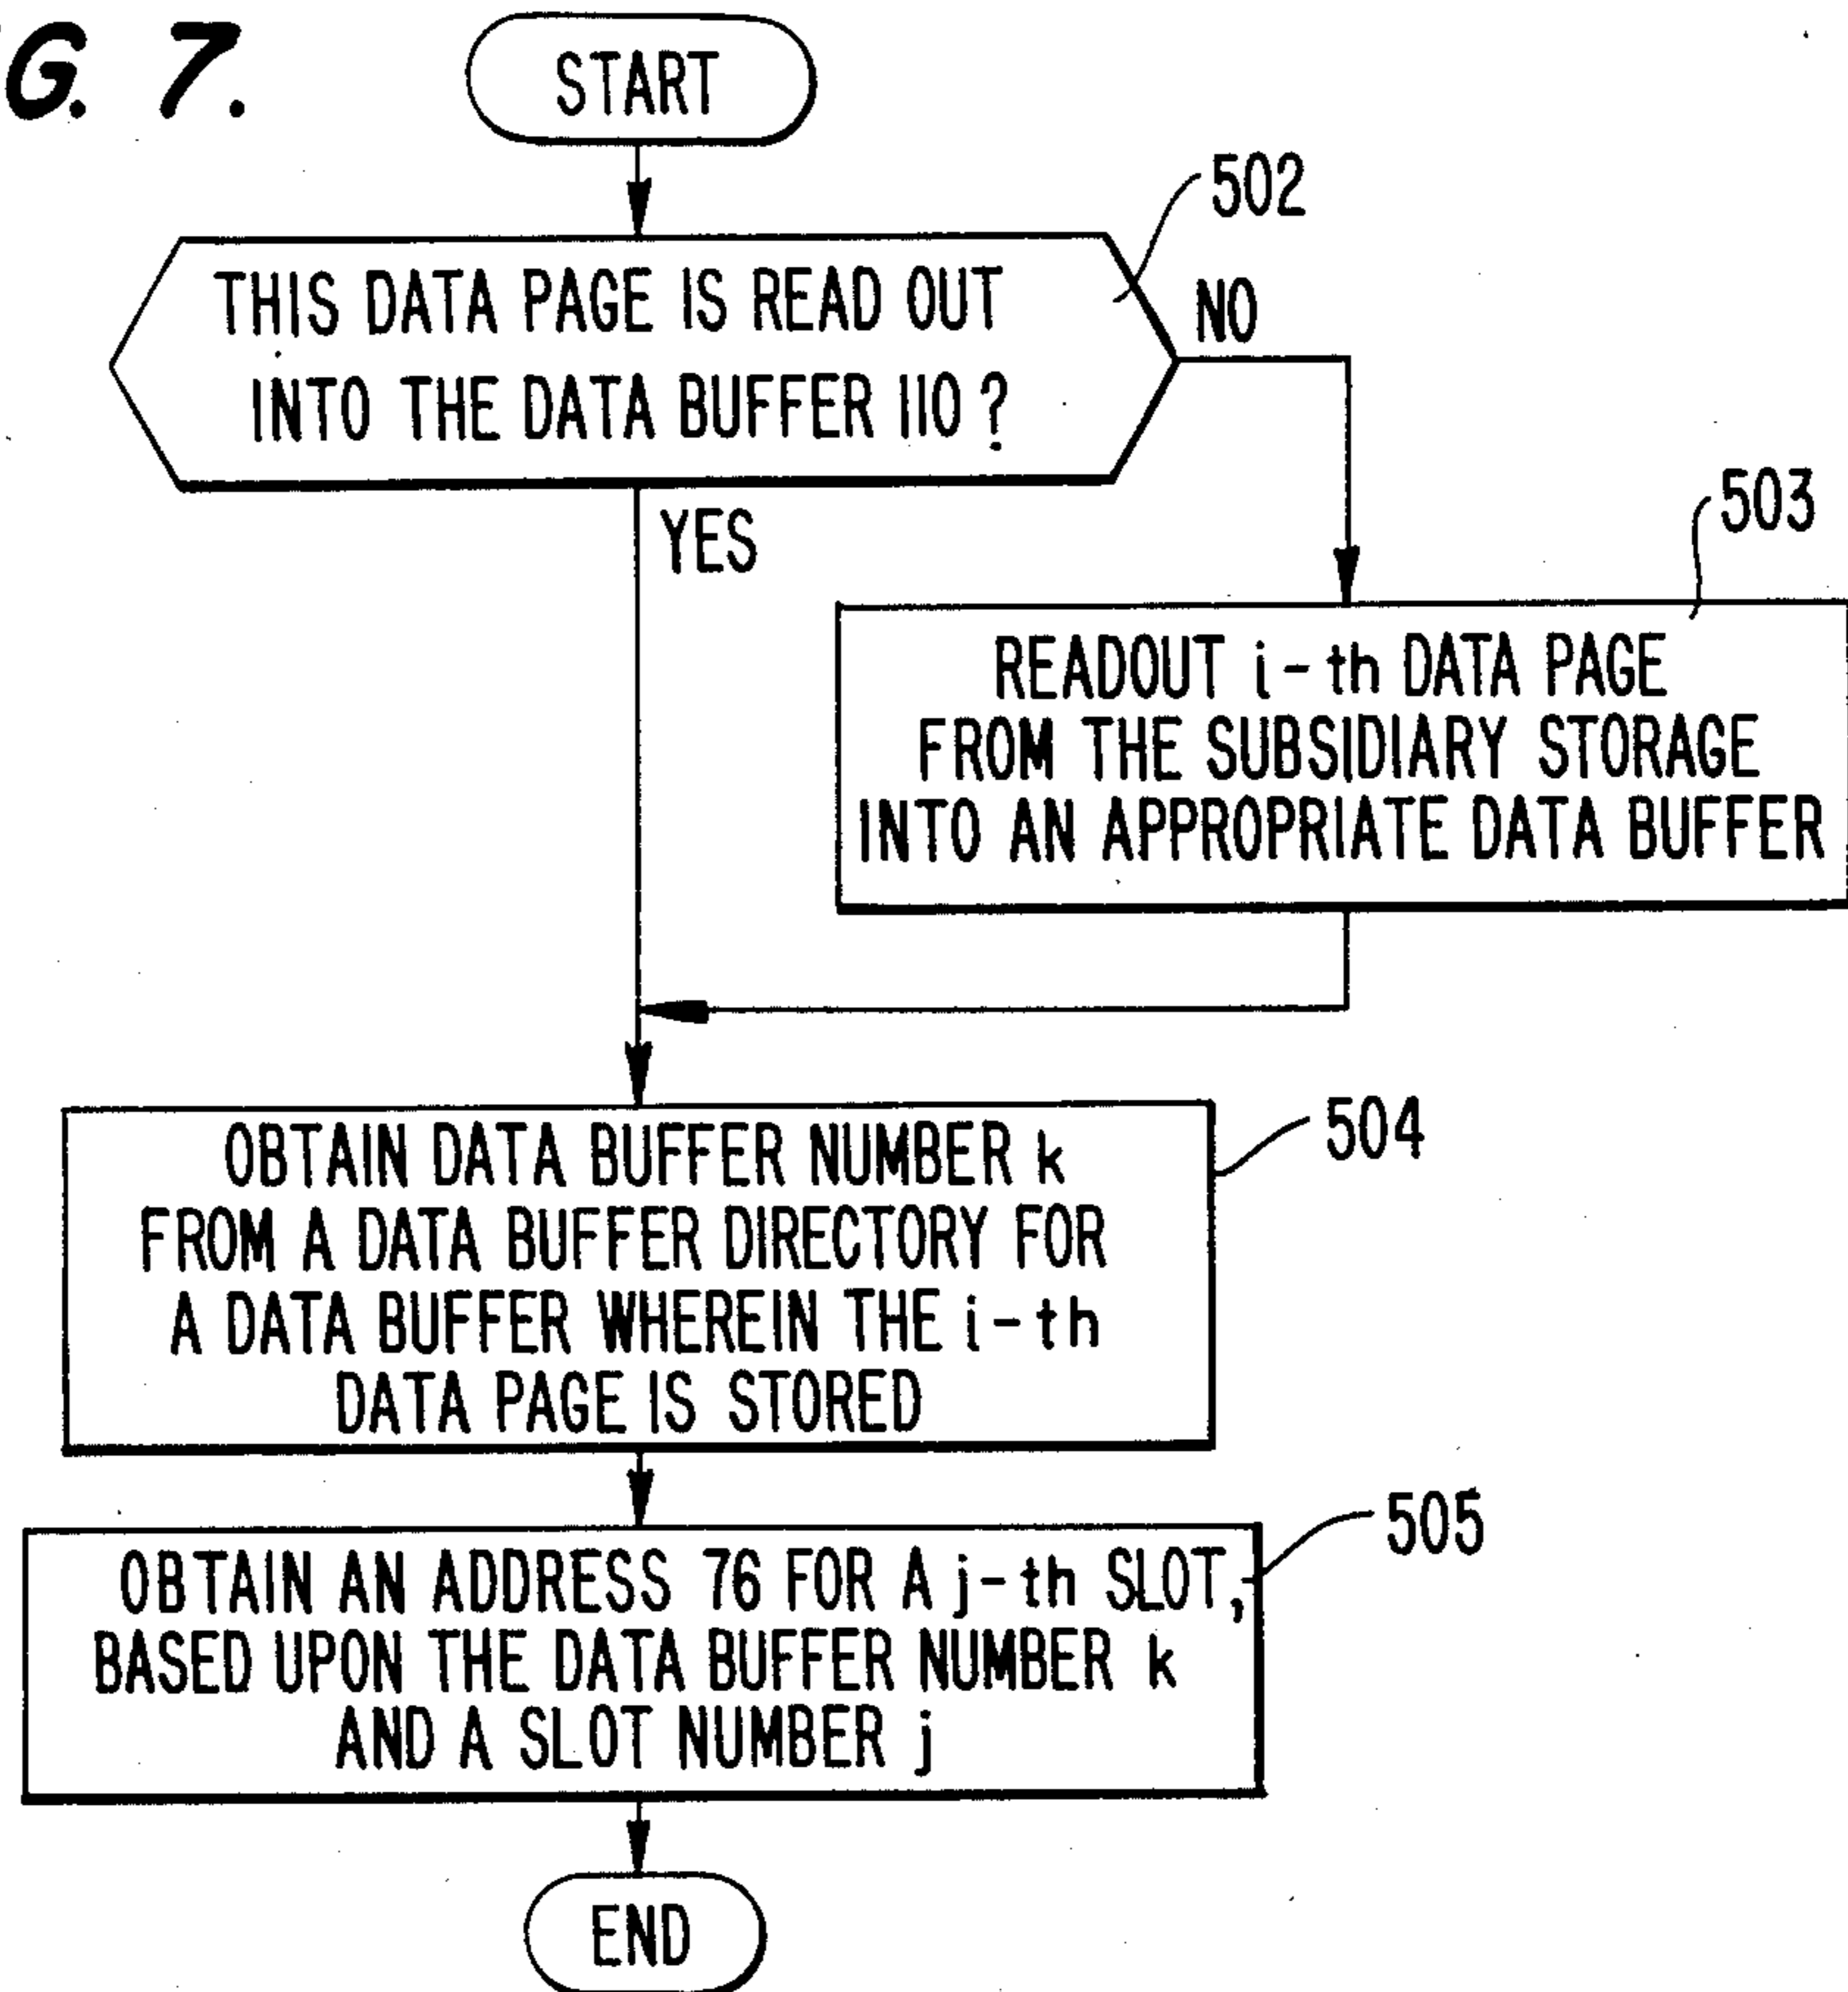 G. 7.
START
502
THIS DATA PAGE IS READ OUT
INTO THE DATA BUFFER 110 ?
NO
YES
503
READOUT i-th DATA PAGE
FROM THE SUBSIDIARY STORAGE
INTO AN APPROPRIATE DATA BUFFER
504
OBTAIN DATA BUFFER NUMBER k
FROM A DATA BUFFER DIRECTORY FOR
A DATA BUFFER WHEREIN THE i-th
DATA PAGE IS STORED
505
OBTAIN AN ADDRESS 76 FOR A j-th SLOT,
BASED UPON THE DATA BUFFER NUMBER k
AND A SLOT NUMBER j
END